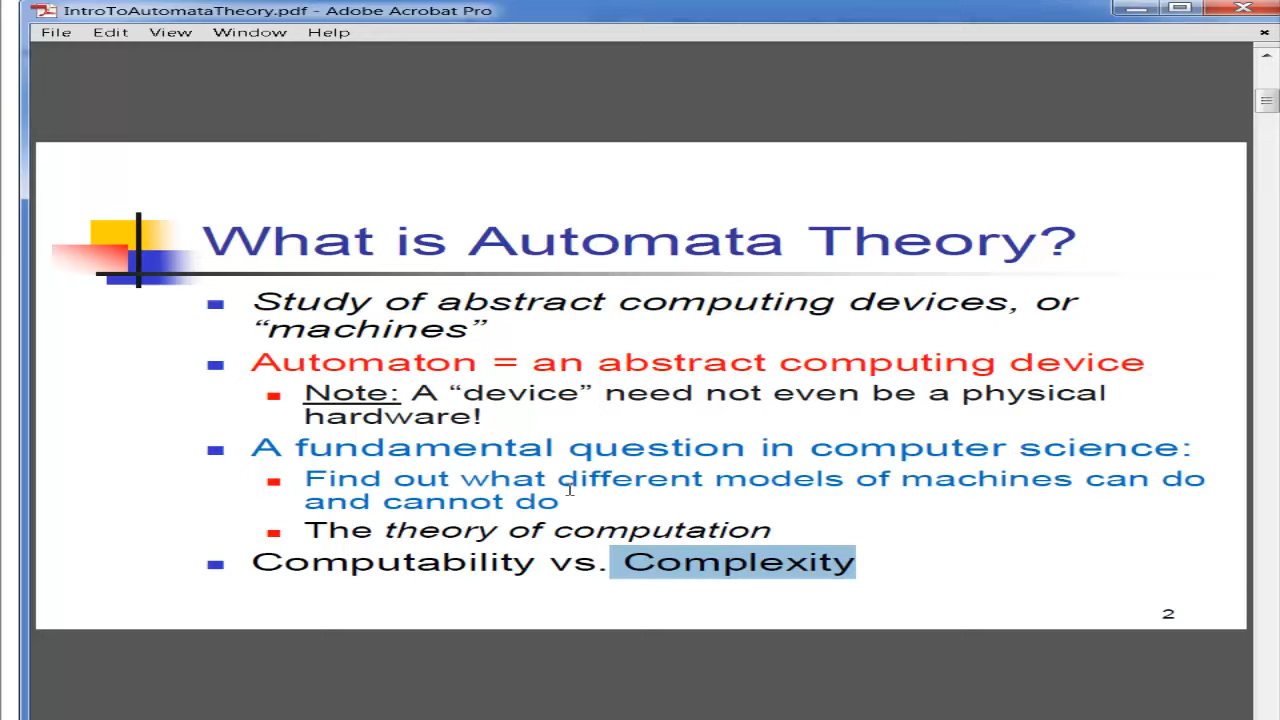 IntroToAutomataTheory.pdf - Adobe Acrobat Pro
File Edit View Window Help
What is Automata Theory?
Study of abstract computing devices, or
“machines”
Automaton = an abstract computing device
Note: A “device” need not even be a physical
hardware!
A fundamental question in computer science:
Find out what different models of machines can do
and cannot do
The theory of computation
Computability vs. Complexity
2